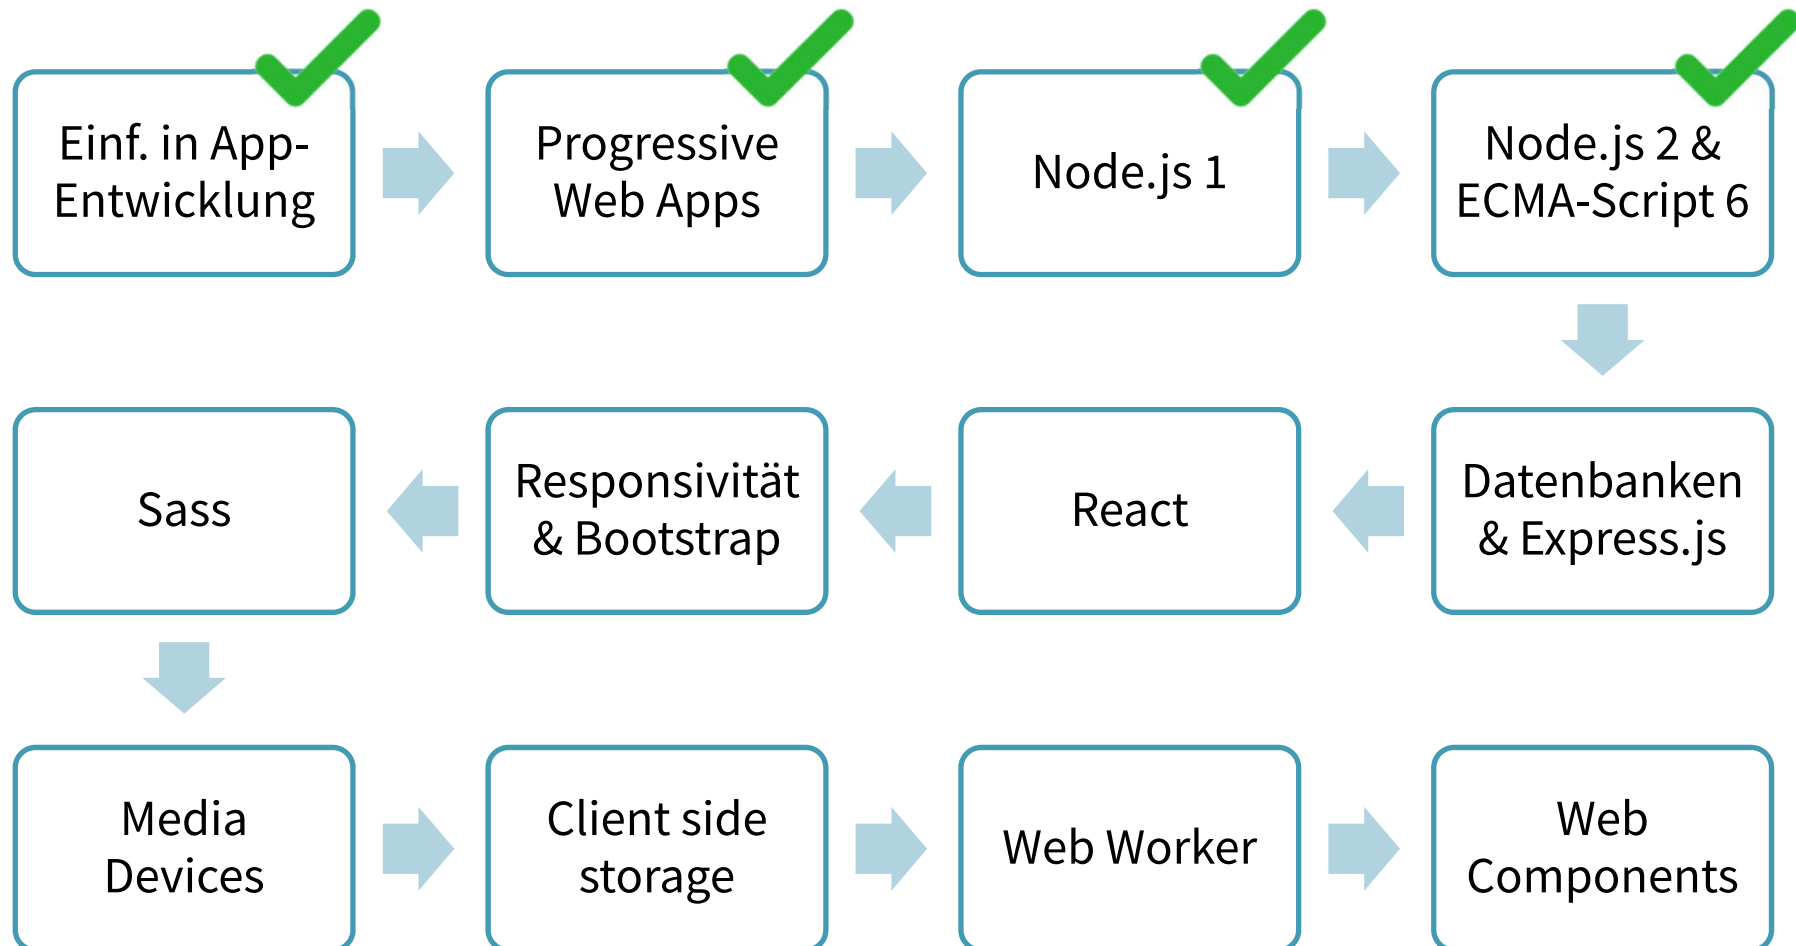 Einf. in App-
Entwicklung
Progressive
Web Apps
Node.js 1
Node.js 2 &
ECMA-Script 6
Datenbanken
& Express.js
React
Responsivität
& Bootstrap
Sass
Media
Devices
Client side
storage
Web Worker
Web
Components